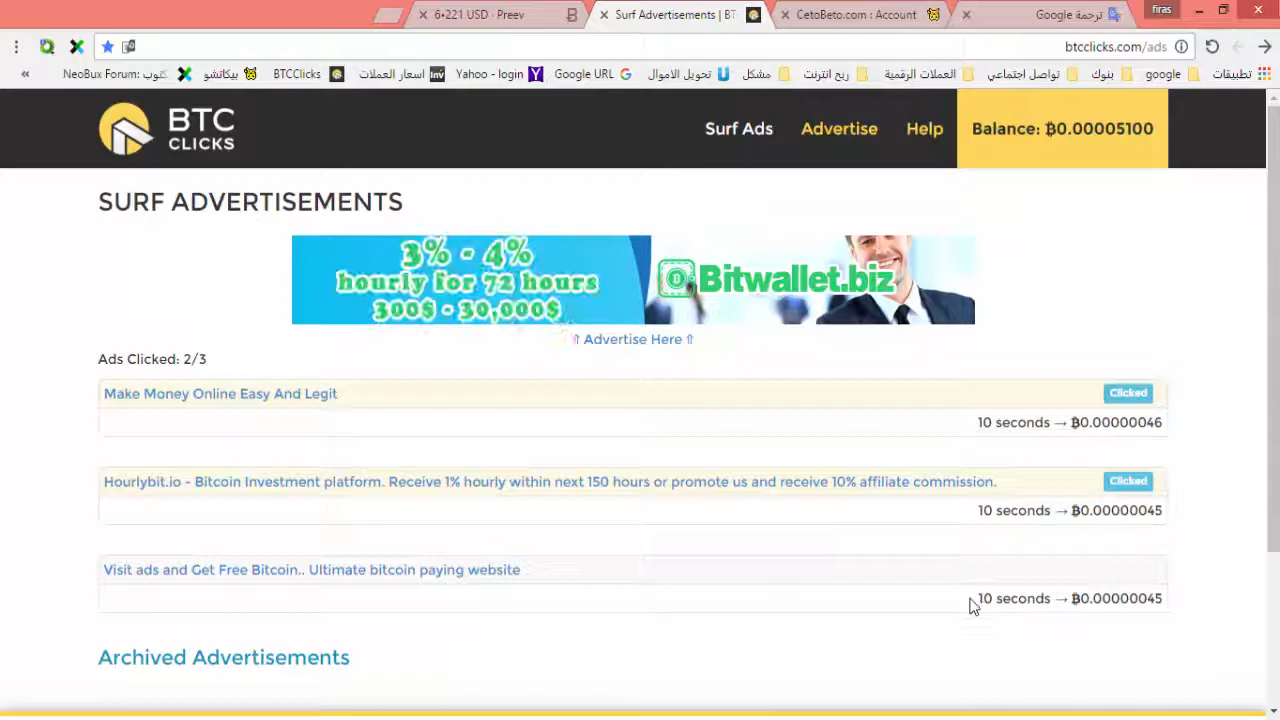 6•221 USD - Preev
Surf Advertisements | BT
CetoBeto.com : Account
ترجمة Google
firas
btcclicks.com/ads
«
NeoBux Forum: كتوب
بيكاتشو
BTCClicks
اسعار العملات
Inv
Yahoo - login
Google URL
تحويل الاموال
مشكل
ربح انترنت
العملات الرقمية
تواصل اجتماعي
بنوك
google
تطبيقات
BTC
CLICKS
Surf Ads
Advertise
Help
Balance: ₿0.00005100
SURF ADVERTISEMENTS
3% - 4%
hourly for 72 hours
300$ - 30,000$
Bitwallet.biz
⇑ Advertise Here ⇑
Ads Clicked: 2/3
Make Money Online Easy And Legit
Clicked
10 seconds → ₿0.00000046
Hourlybit.io - Bitcoin Investment platform. Receive 1% hourly within next 150 hours or promote us and receive 10% affiliate commission.
Clicked
10 seconds → ₿0.00000045
Visit ads and Get Free Bitcoin.. Ultimate bitcoin paying website
10 seconds → ₿0.00000045
Archived Advertisements